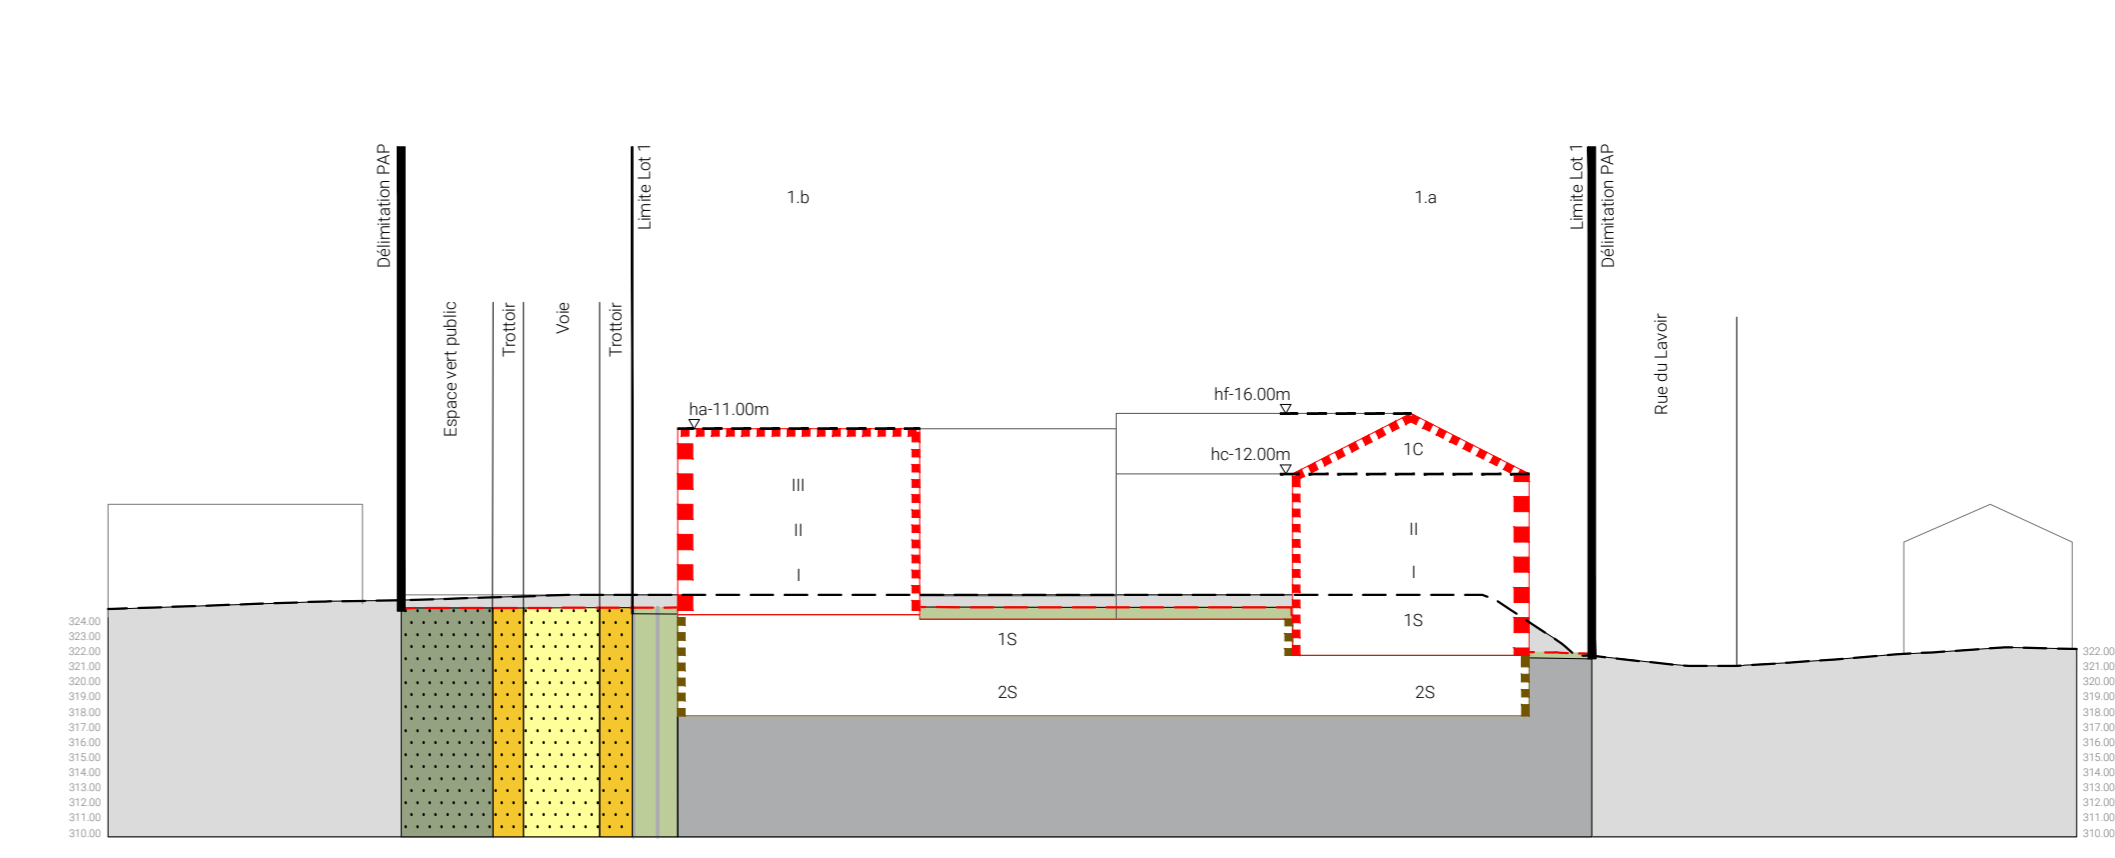 Délimitation PAP
Limite Lot 1
1.b
1.a
Limite Lot 1
Délimitation PAP
Espace vert public
Trottoir
Voie
Trottoir
Rue du Lavoir
hf-16.00m
ha-11.00m
hc-12.00m
1C
III
II
I
II
I
1S
1S
2S
2S
324.00
323.00
322.00
321.00
320.00
319.00
318.00
317.00
316.00
315.00
314.00
313.00
312.00
311.00
310.00
322.00
321.00
320.00
319.00
318.00
317.00
316.00
315.00
314.00
313.00
312.00
311.00
310.00